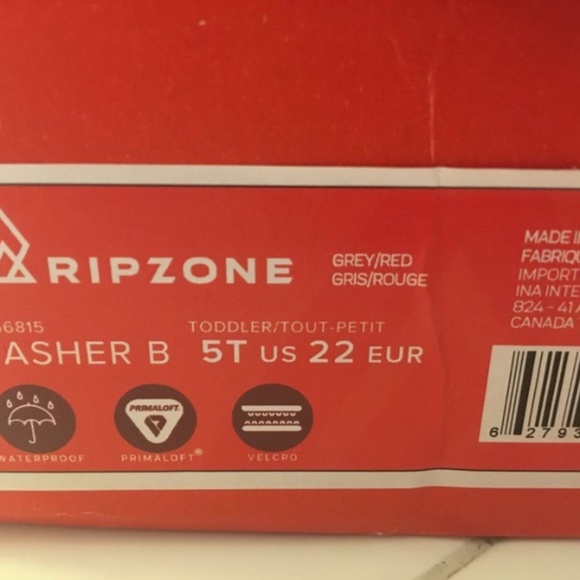 RIPZONE
GREY/RED
GRIS/ROUGE
6815
TODDLER/TOUT-PETIT
ASHER B
5T US 22 EUR
WATERPROOF
PRIMALOFT
PRIMALOFT®
VELCRO
MADE I
FABRIQU
IMPORT
INA INTE
824 - 41 A
CANADA
6 2793